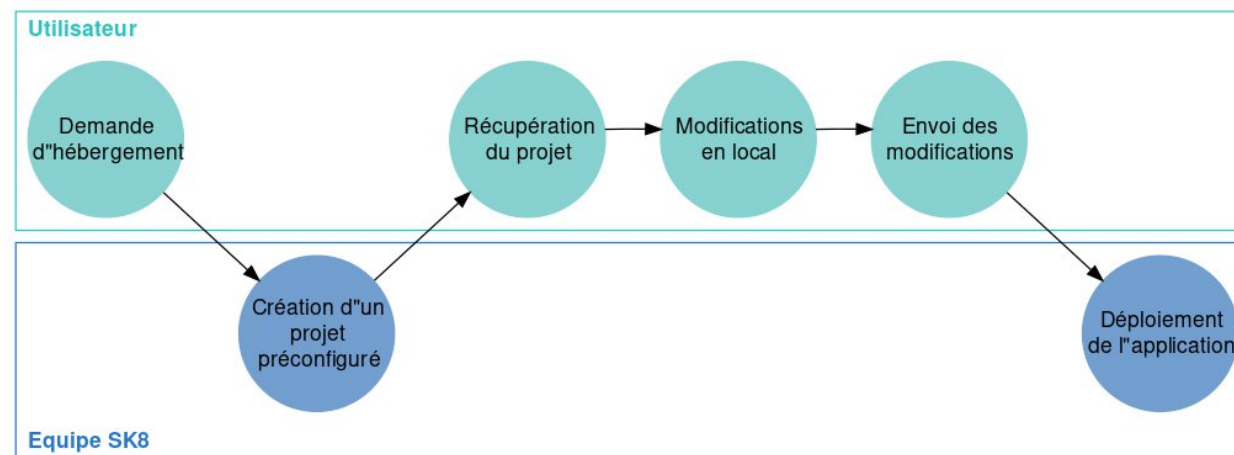 Utilisateur
Demande
d"hébergement
Récupération
du projet
Modifications
en local
Envoi des
modifications
Création d"un
projet
préconfiguré
Déploiement
de l"application
Equipe SK8